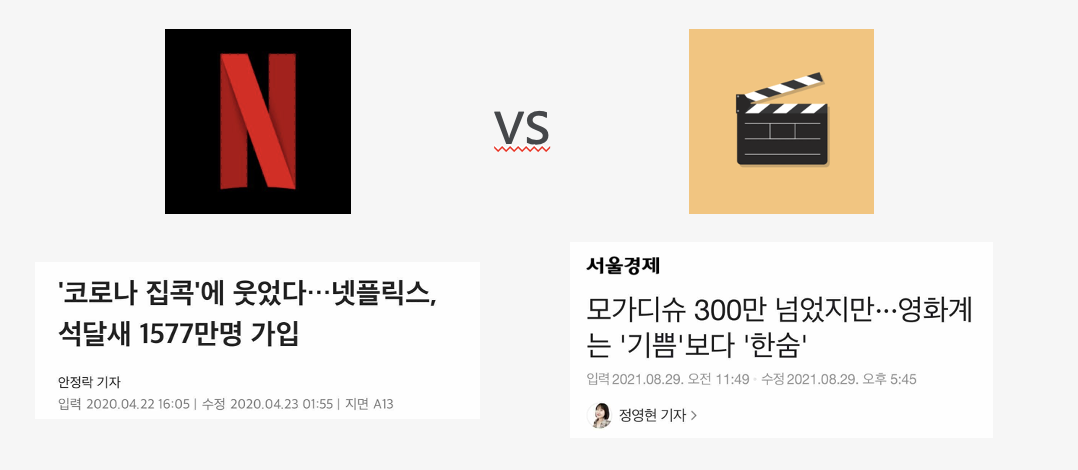 N
VS
'코로나 집콕'에 웃었다…넷플릭스,
석달새 1577만명 가입
안정락 기자
입력 2020.04.22 16:05 | 수정 2020.04.23 01:55 | 지면 A13
서울경제
모가디슈 300만 넘었지만…영화계
는 '기쁨'보다 '한숨'
입력 2021.08.29. 오전 11:49 · 수정 2021.08.29. 오후 5:45
정영현 기자 >